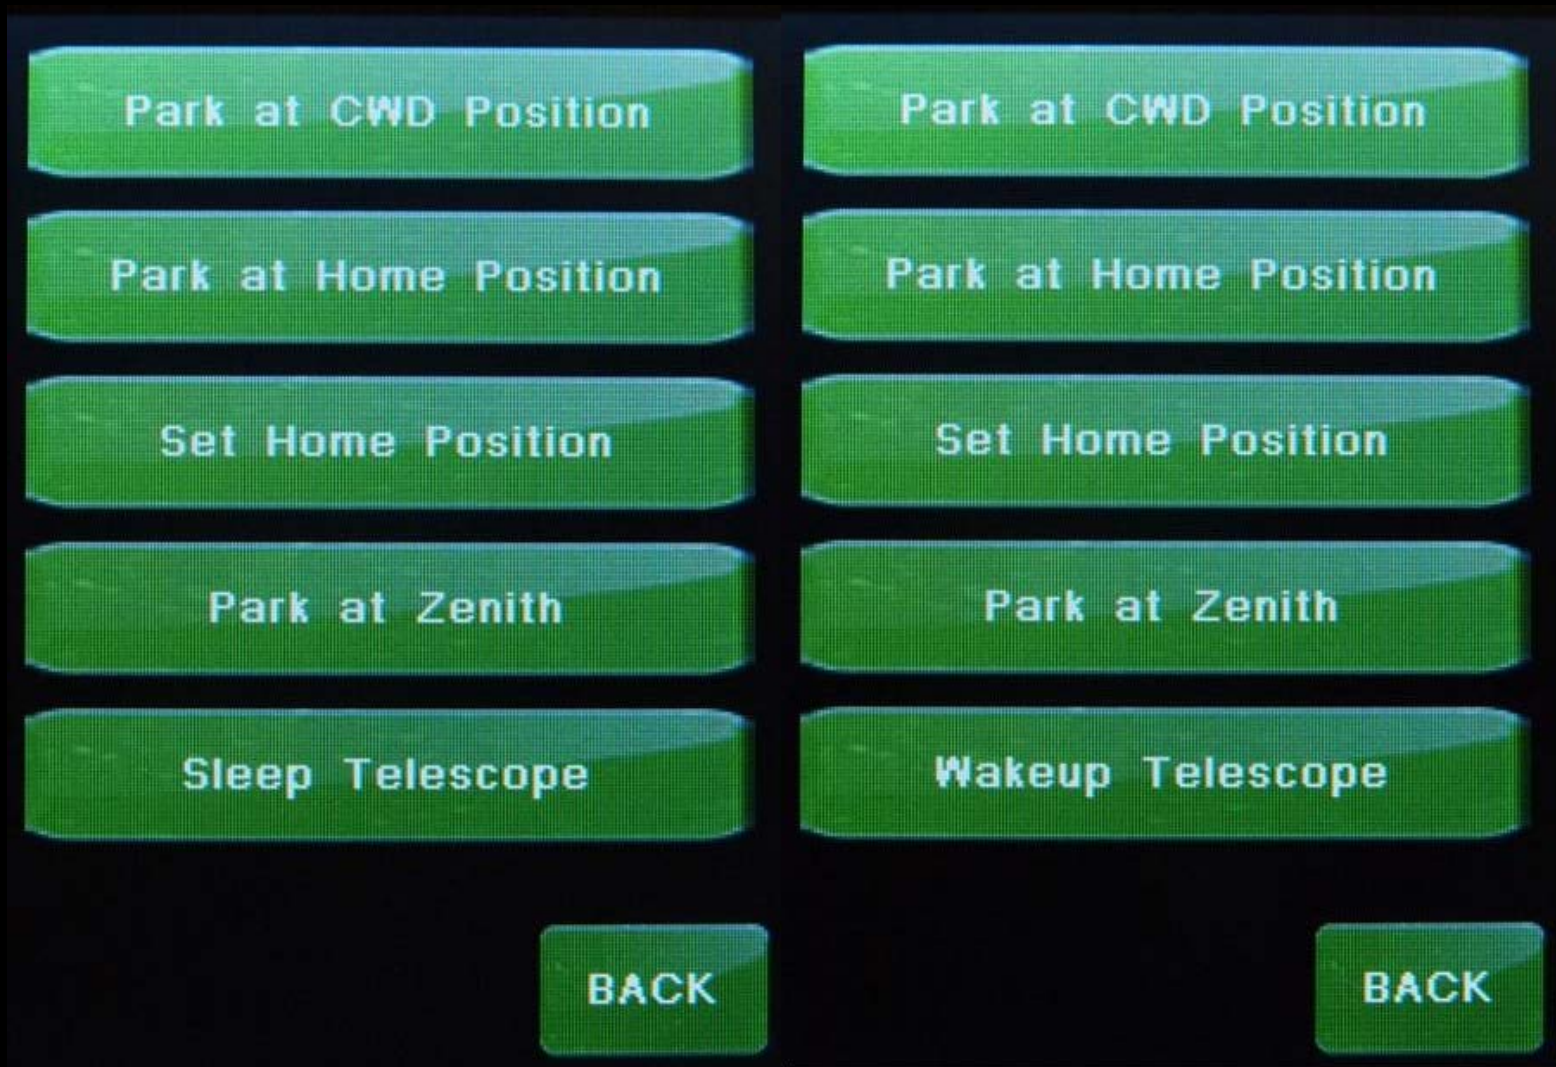 Park at CWD Position
Park at Home Position
Set Home Position
Park at Zenith
Sleep Telescope
BACK
Park at CWD Position
Park at Home Position
Set Home Position
Park at Zenith
Wakeup Telescope
BACK